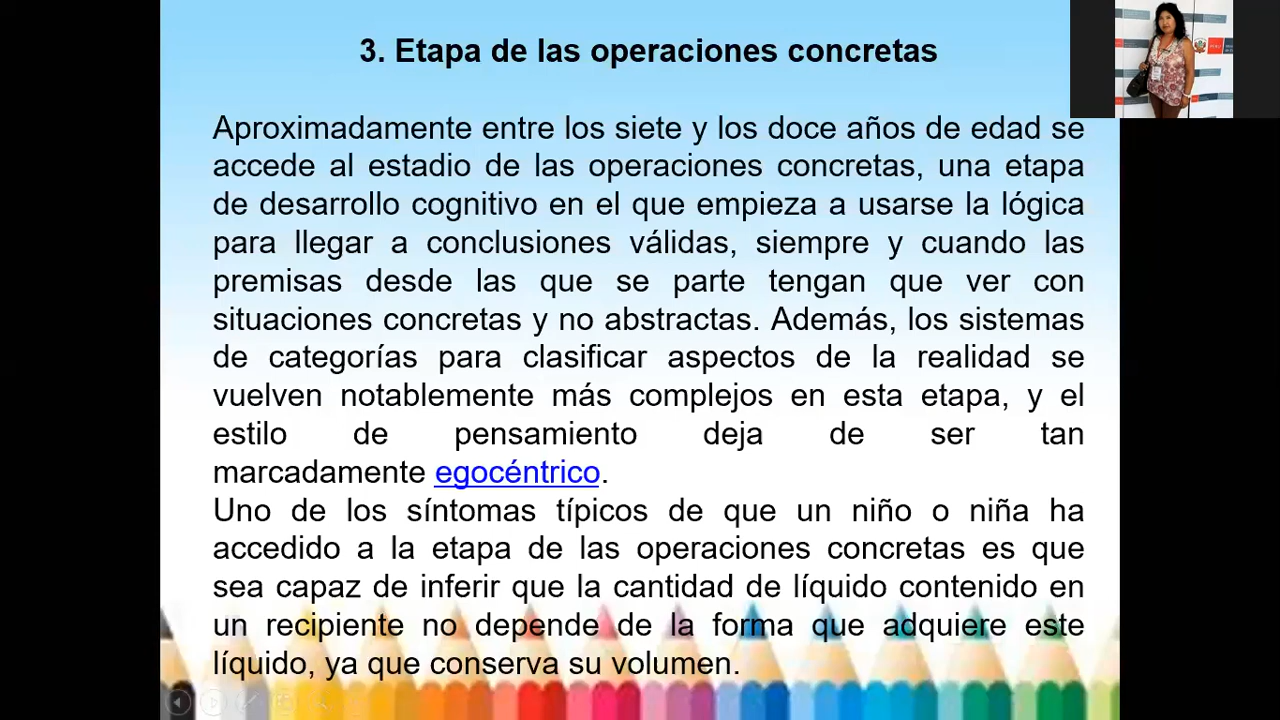 3. Etapa de las operaciones concretas
Aproximadamente entre los siete y los doce años de edad se
accede al estadio de las operaciones concretas, una etapa
de desarrollo cognitivo en el que empieza a usarse la lógica
para llegar a conclusiones válidas, siempre y cuando las
premisas desde las que se parte tengan que ver con
situaciones concretas y no abstractas. Además, los sistemas
de categorías para clasificar aspectos de la realidad se
vuelven notablemente más complejos en esta etapa, y el
estilo de pensamiento deja de ser tan
marcadamente egocéntrico.
Uno de los síntomas típicos de que un niño o niña ha
accedido a la etapa de las operaciones concretas es que
sea capaz de inferir que la cantidad de líquido contenido en
un recipiente no depende de la forma que adquiere este
líquido, ya que conserva su volumen.